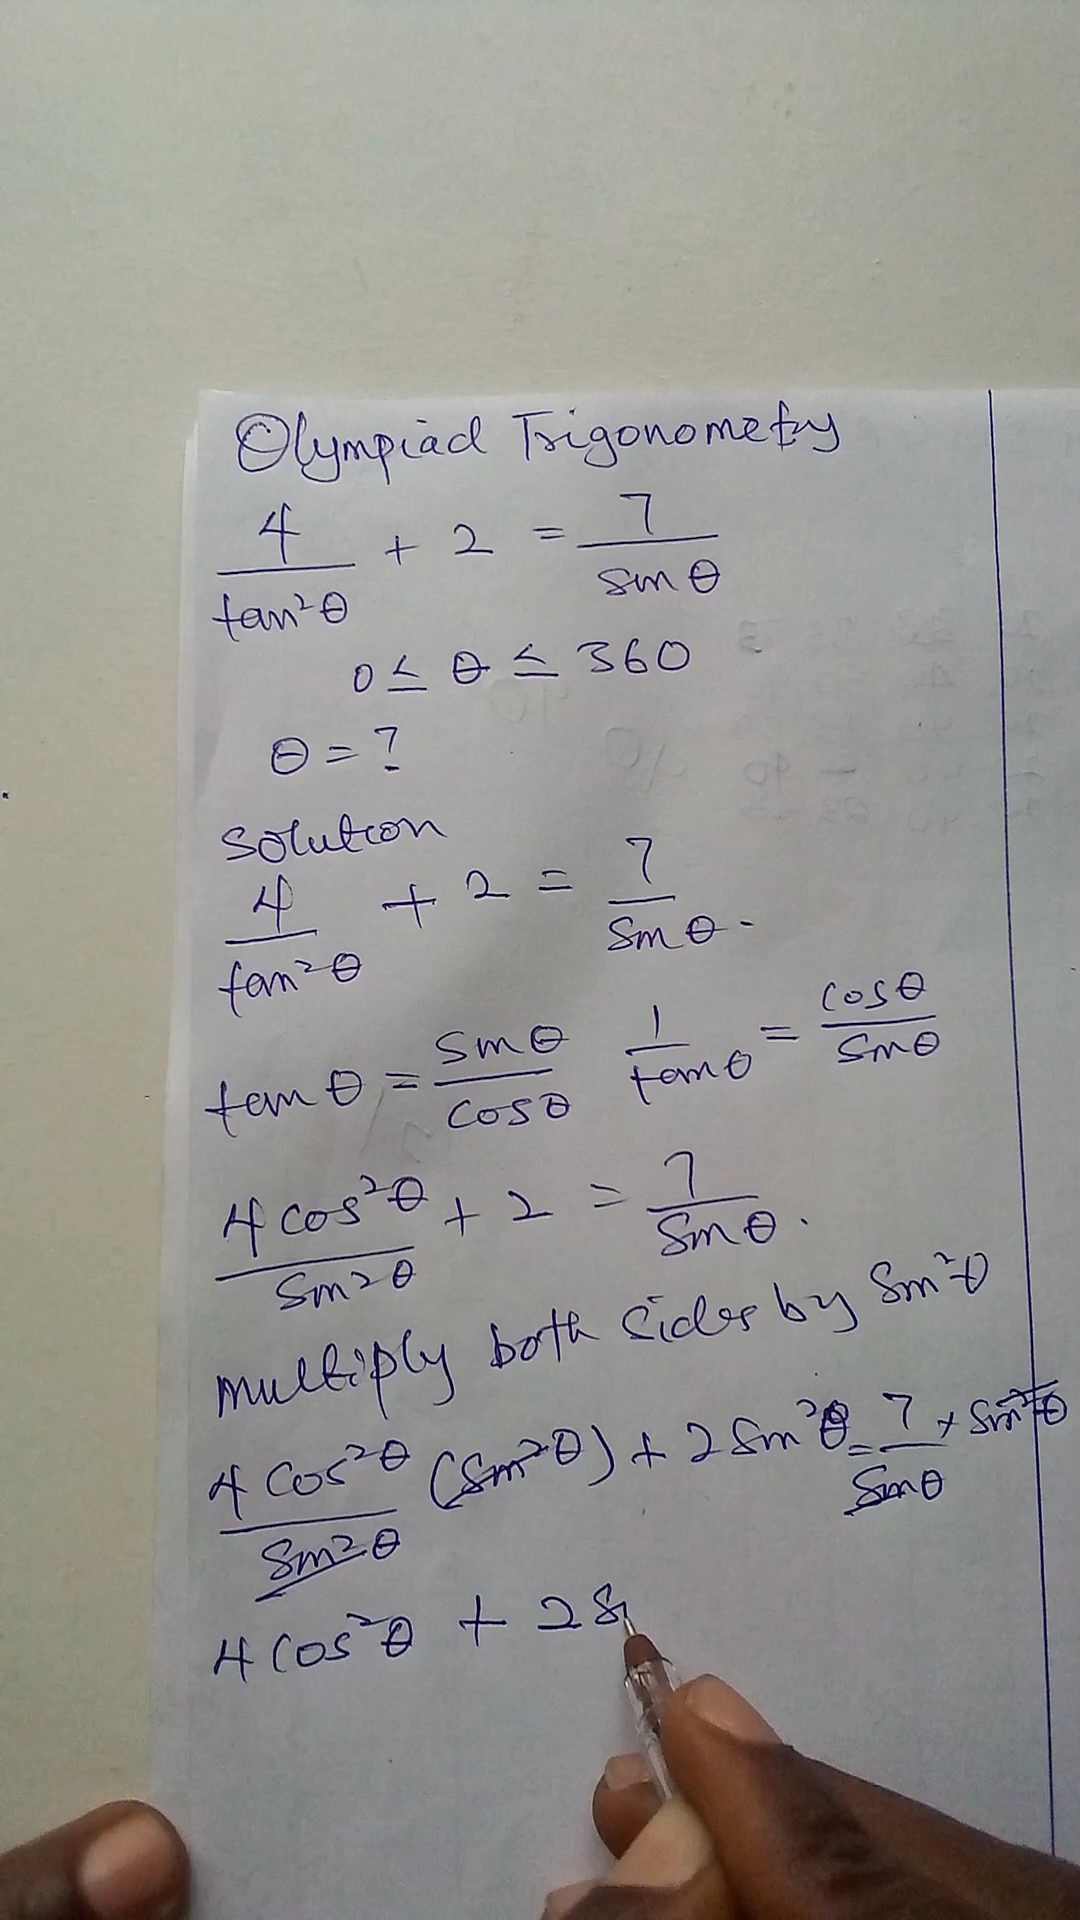 Olympiad Trigonometry
4/tan²θ + 2 = 7/sinθ
0 ≤ θ ≤ 360
θ = ?
Solution
4/tan²θ + 2 = 7/sinθ.
tanθ = sinθ/cosθ 1/tanθ = cosθ/sinθ
4cos²θ/sin²θ + 2 = 7/sinθ.
multiply both sides by sin²θ
4cos²θ/sin²θ (sin²θ) + 2sin²θ = 7/sinθ × sin²θ
4cos²θ + 2s